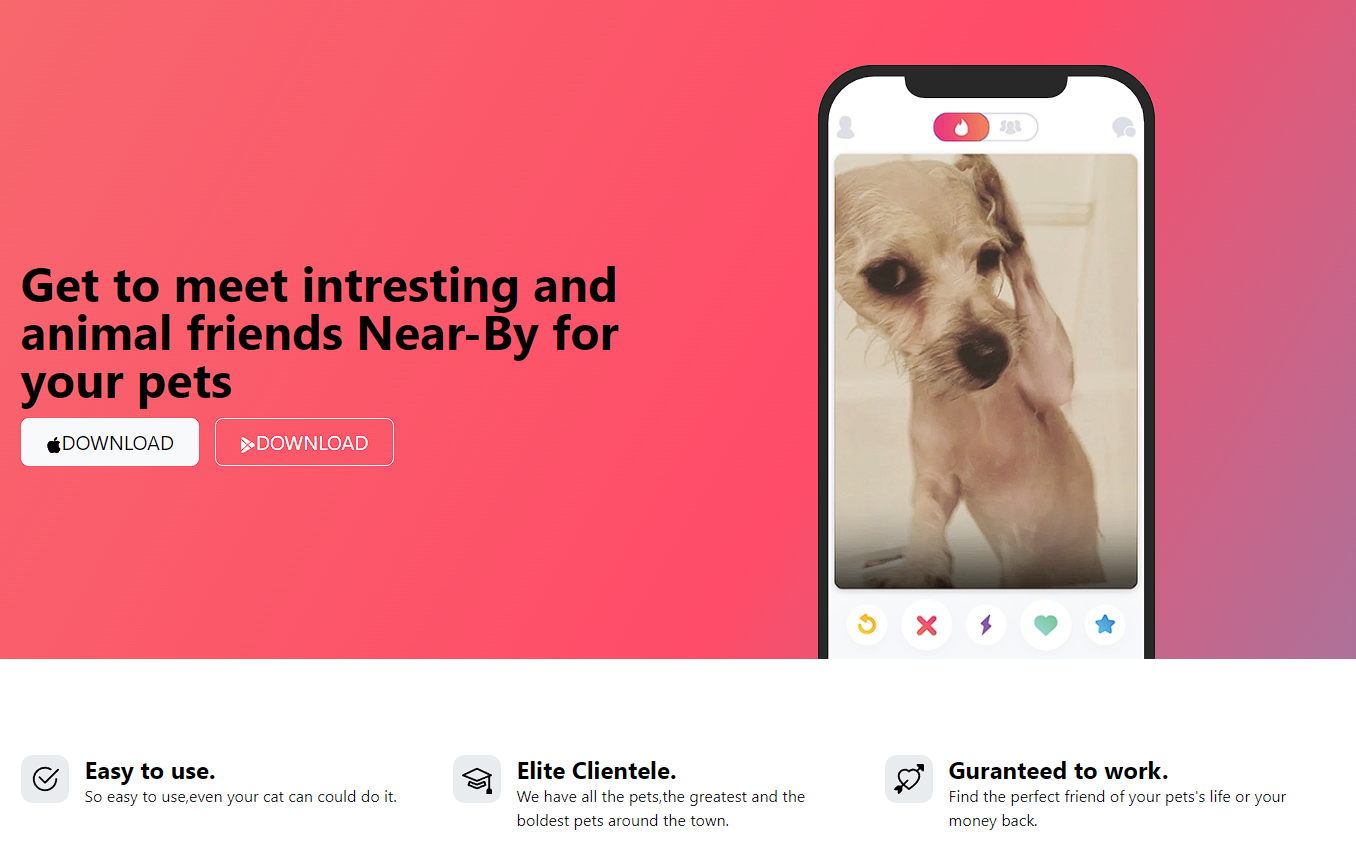 Get to meet intresting and
animal friends Near-By for
your pets
DOWNLOAD
DOWNLOAD
Easy to use.
So easy to use,even your cat can could do it.
Elite Clientele.
We have all the pets,the greatest and the
boldest pets around the town.
Guranteed to work.
Find the perfect friend of your pets's life or your
money back.